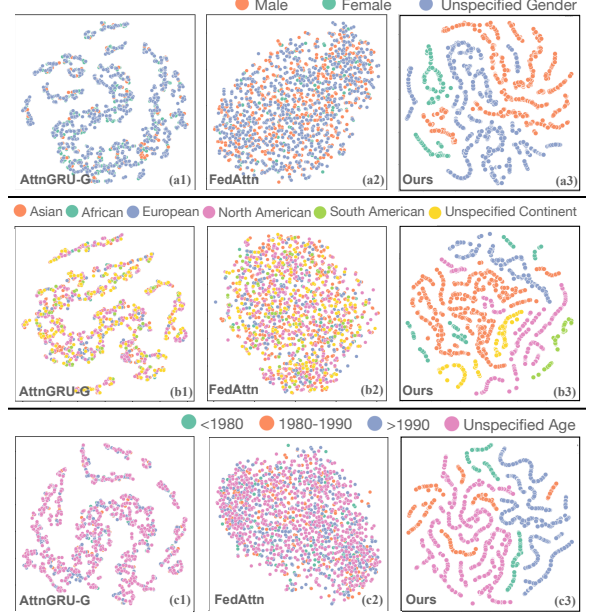 Male Female Unspecified Gender
AttnGRU-G (a1) FedAttn (a2) Ours (a3)
Asian African European North American South American Unspecified Continent
AttnGRU-G (b1) FedAttn (b2) Ours (b3)
<1980 1980-1990 >1990 Unspecified Age
AttnGRU-G (c1) FedAttn (c2) Ours (c3)